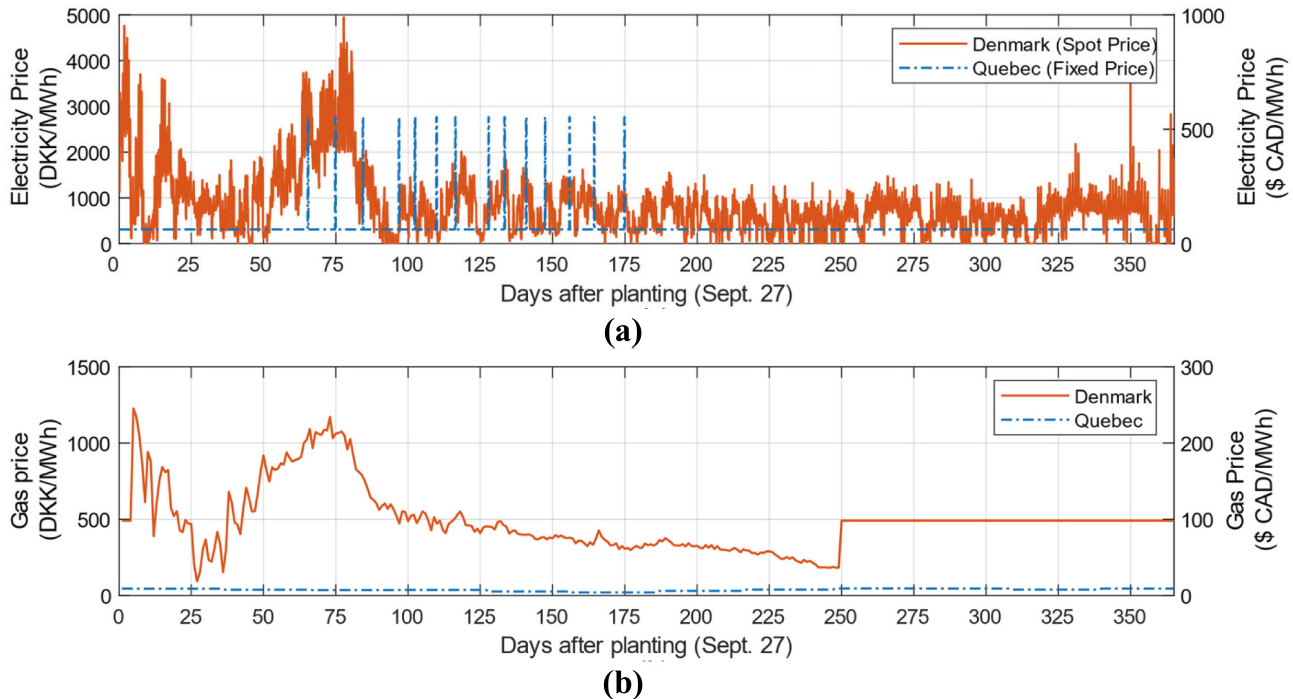 5000
4000
3000
2000
1000
0
Electricity Price
(DKK/MWh)
1000
500
0
Electricity Price
($ CAD/MWh)
Denmark (Spot Price)
Quebec (Fixed Price)
0 25 50 75 100 125 150 175 200 225 250 275 300 325 350
Days after planting (Sept. 27)
(a)
1500
1000
500
0
Gas price
(DKK/MWh)
300
200
100
0
Gas Price
($ CAD/MWh)
Denmark
Quebec
0 25 50 75 100 125 150 175 200 225 250 275 300 325 350
Days after planting (Sept. 27)
(b)